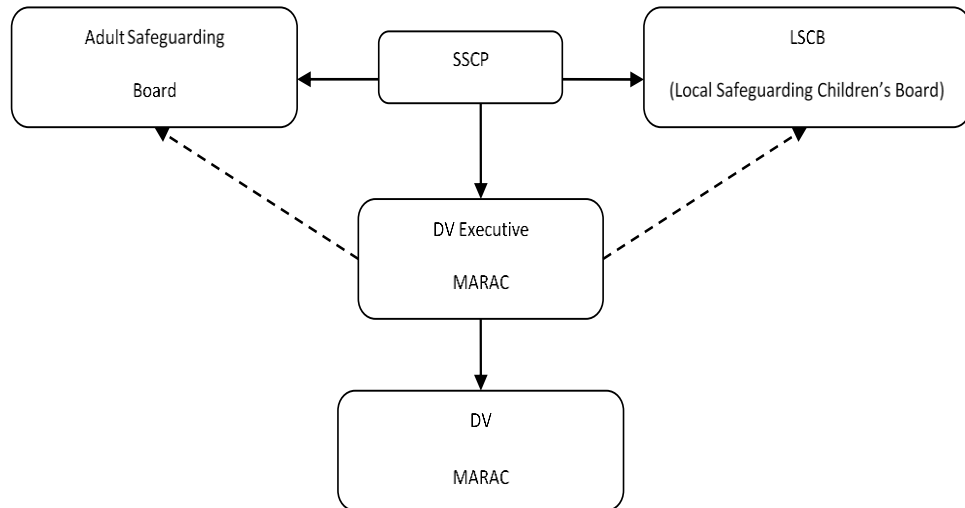 Adult Safeguarding
Board
SSCP
LSCB
(Local Safeguarding Children's Board)
DV Executive
MARAC
DV
MARAC